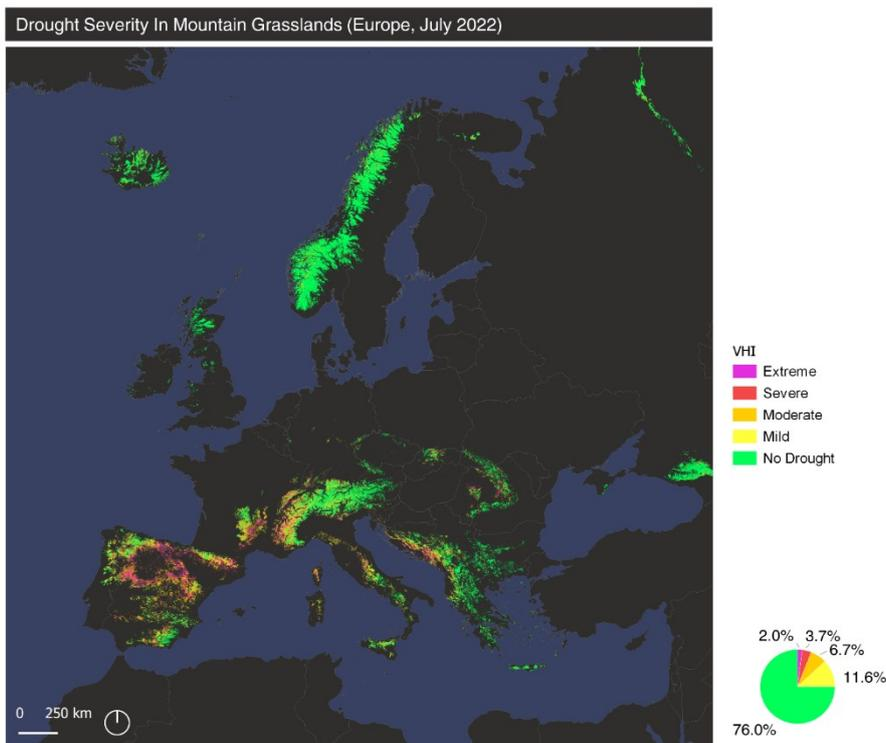 Drought Severity In Mountain Grasslands (Europe, July 2022)
VHI
Extreme
Severe
Moderate
Mild
No Drought
2.0% 3.7%
6.7%
11.6%
76.0%
0 250 km